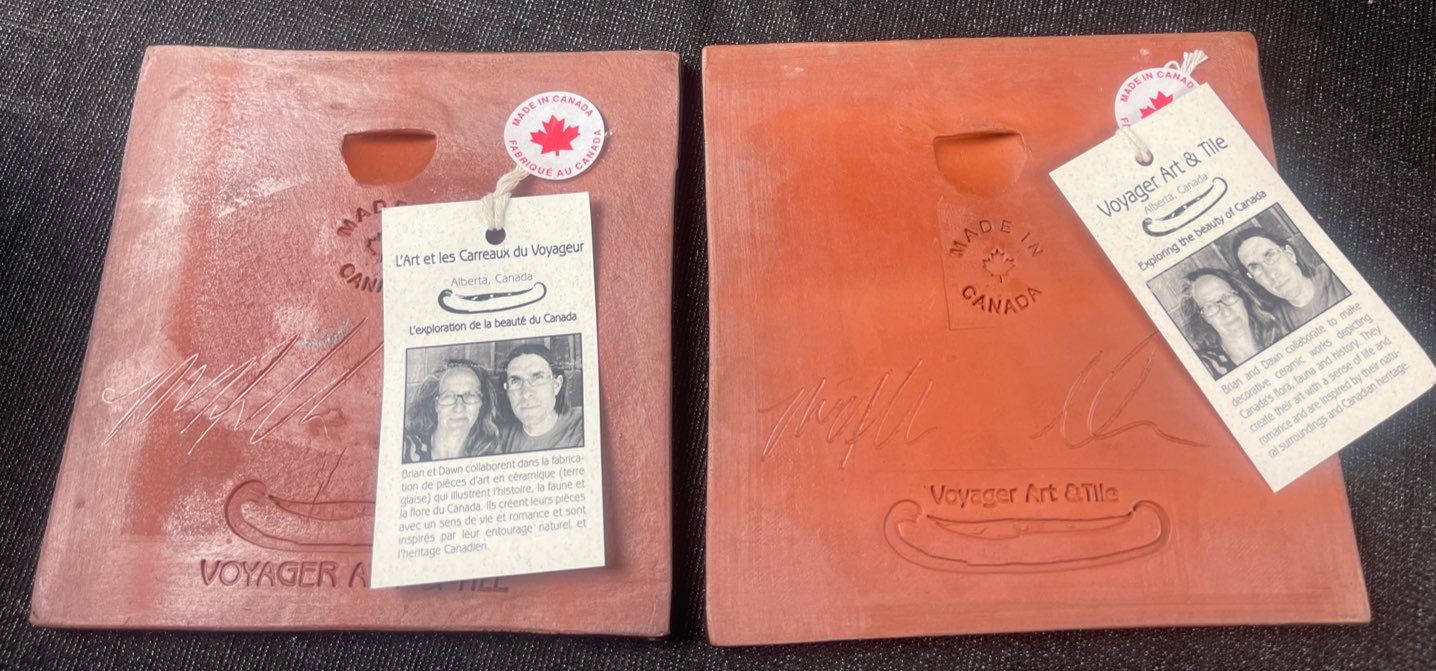 MADE IN CANADA
FABRIQUÉ AU CANADA
MADE
CAN
L'Art et les Carreaux du Voyageur
Alberta, Canada
L'exploration de la beauté du Canada
Brian et Dawn collaborent dans la fabrica-
tion de pièces d'art en céramique (terre
glaise) qui illustrent l'histoire, la faune et
la flore du Canada. Ils créent leurs pièces
avec un sens de vie et romance et sont
inspirés par leur entourage naturel et
l'heritage Canadien.
VOYAGER A
MADE IN CANADA
Voyager Art & Tile
Alberta, Canada
Exploring the beauty of Canada
Brian and Dawn collaborate to make
decorative ceramic works depicting
Canada's flora, fauna and history. They
create their art with a sense of life and
romance and are inspired by their natu-
ral surroundings and Canadian heritage.
MADE IN
CANADA
Voyager Art & Tile